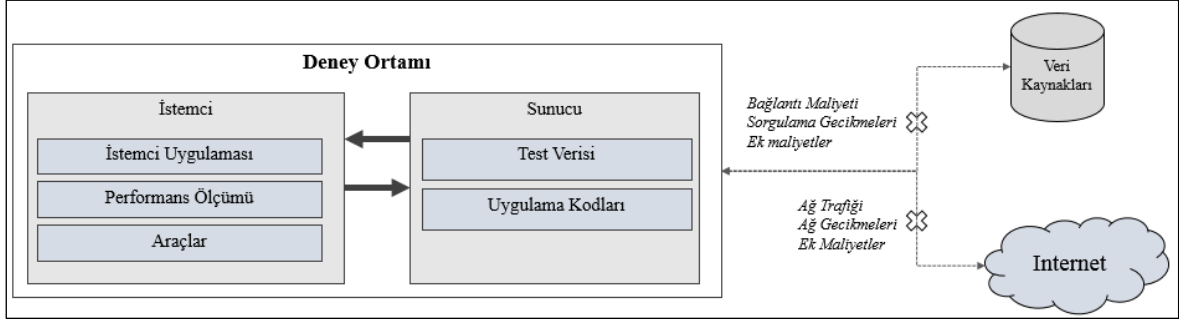 Deney Ortamı
İstemci
İstemci Uygulaması
Performans Ölçümü
Araçlar
Sunucu
Test Verisi
Uygulama Kodları
Bağlantı Maliyeti
Sorgulama Gecikmeleri
Ek maliyetler
Veri
Kaynakları
Ağ Trafiği
Ağ Gecikmeleri
Ek Maliyetler
Internet